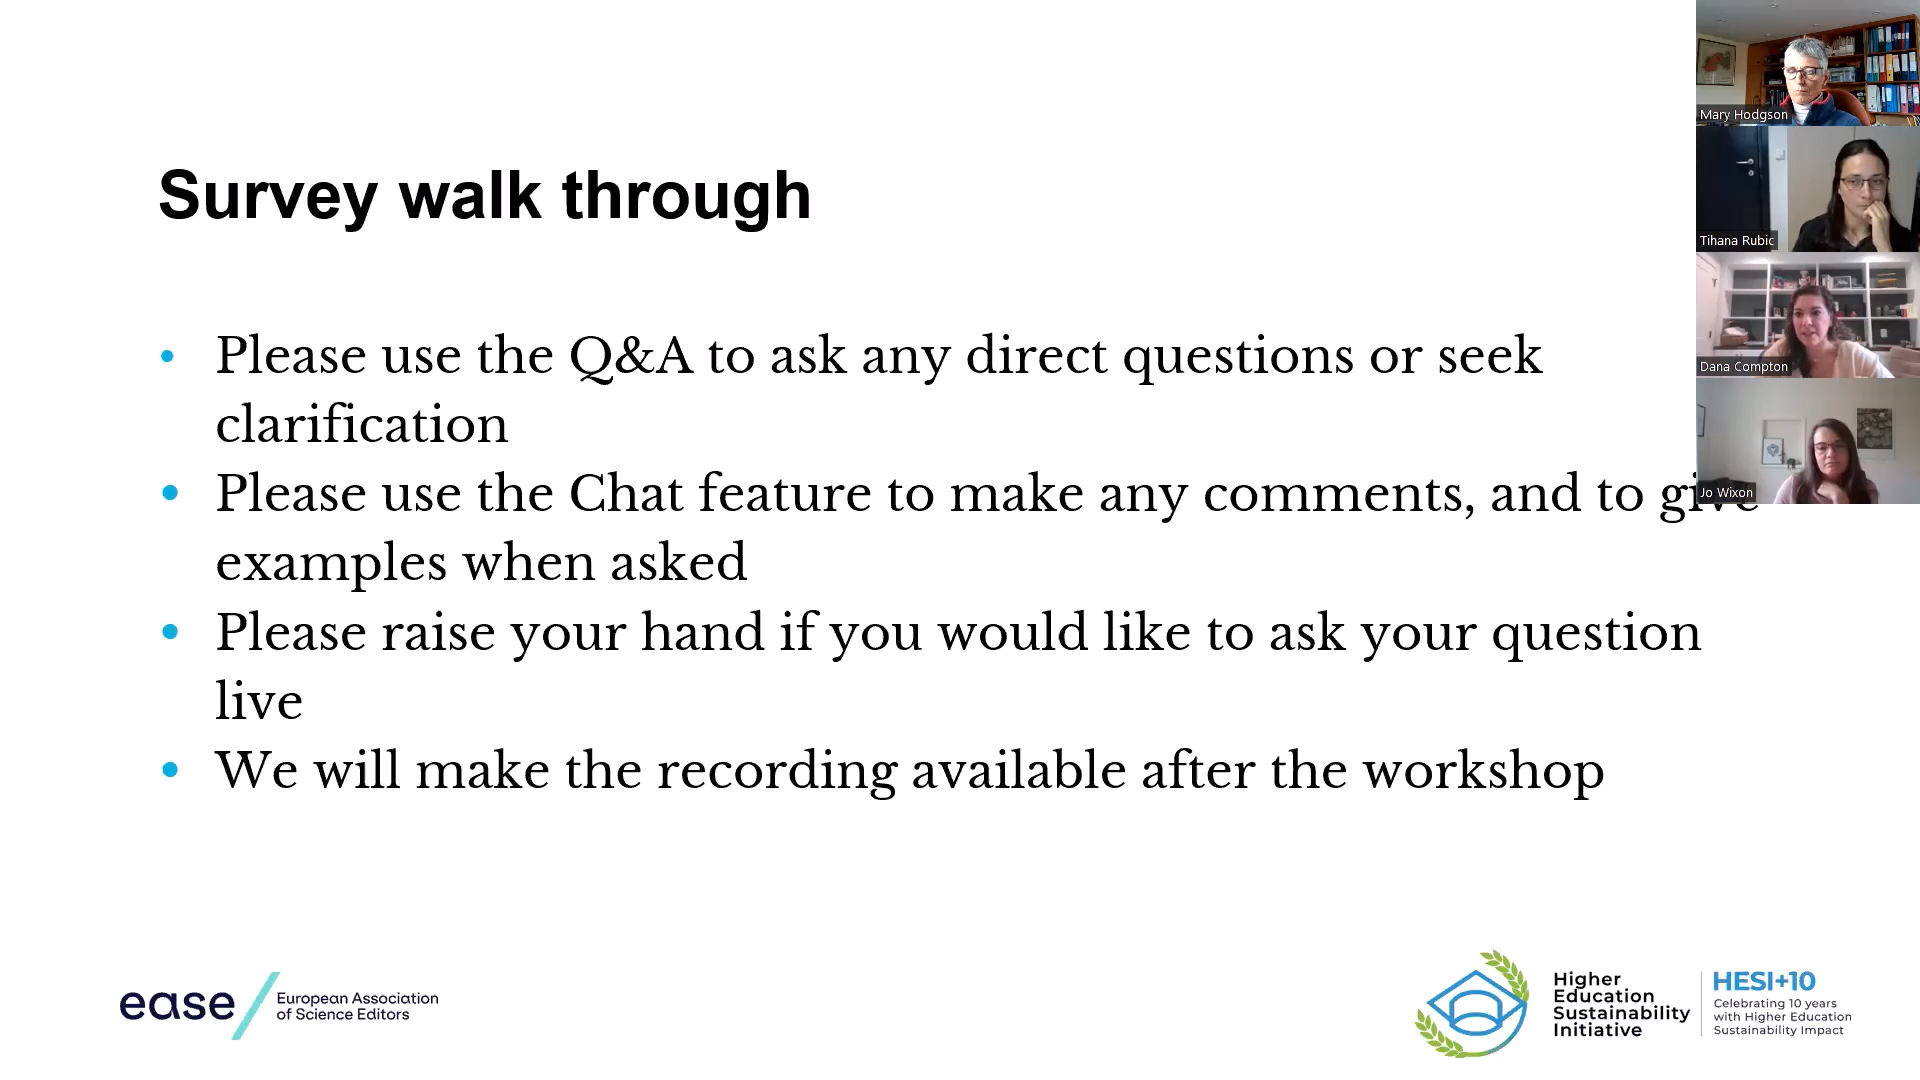 Survey walk through
• Please use the Q&A to ask any direct questions or seek
clarification
• Please use the Chat feature to make any comments, and to give
examples when asked
• Please raise your hand if you would like to ask your question
live
• We will make the recording available after the workshop
Mary Hodgson
Tihana Rubic
Dana Compton
Jo Wixon
ease
European Association
of Science Editors
Higher
Education
Sustainability
Initiative
HESI+10
Celebrating 10 years
with Higher Education
Sustainability Impact